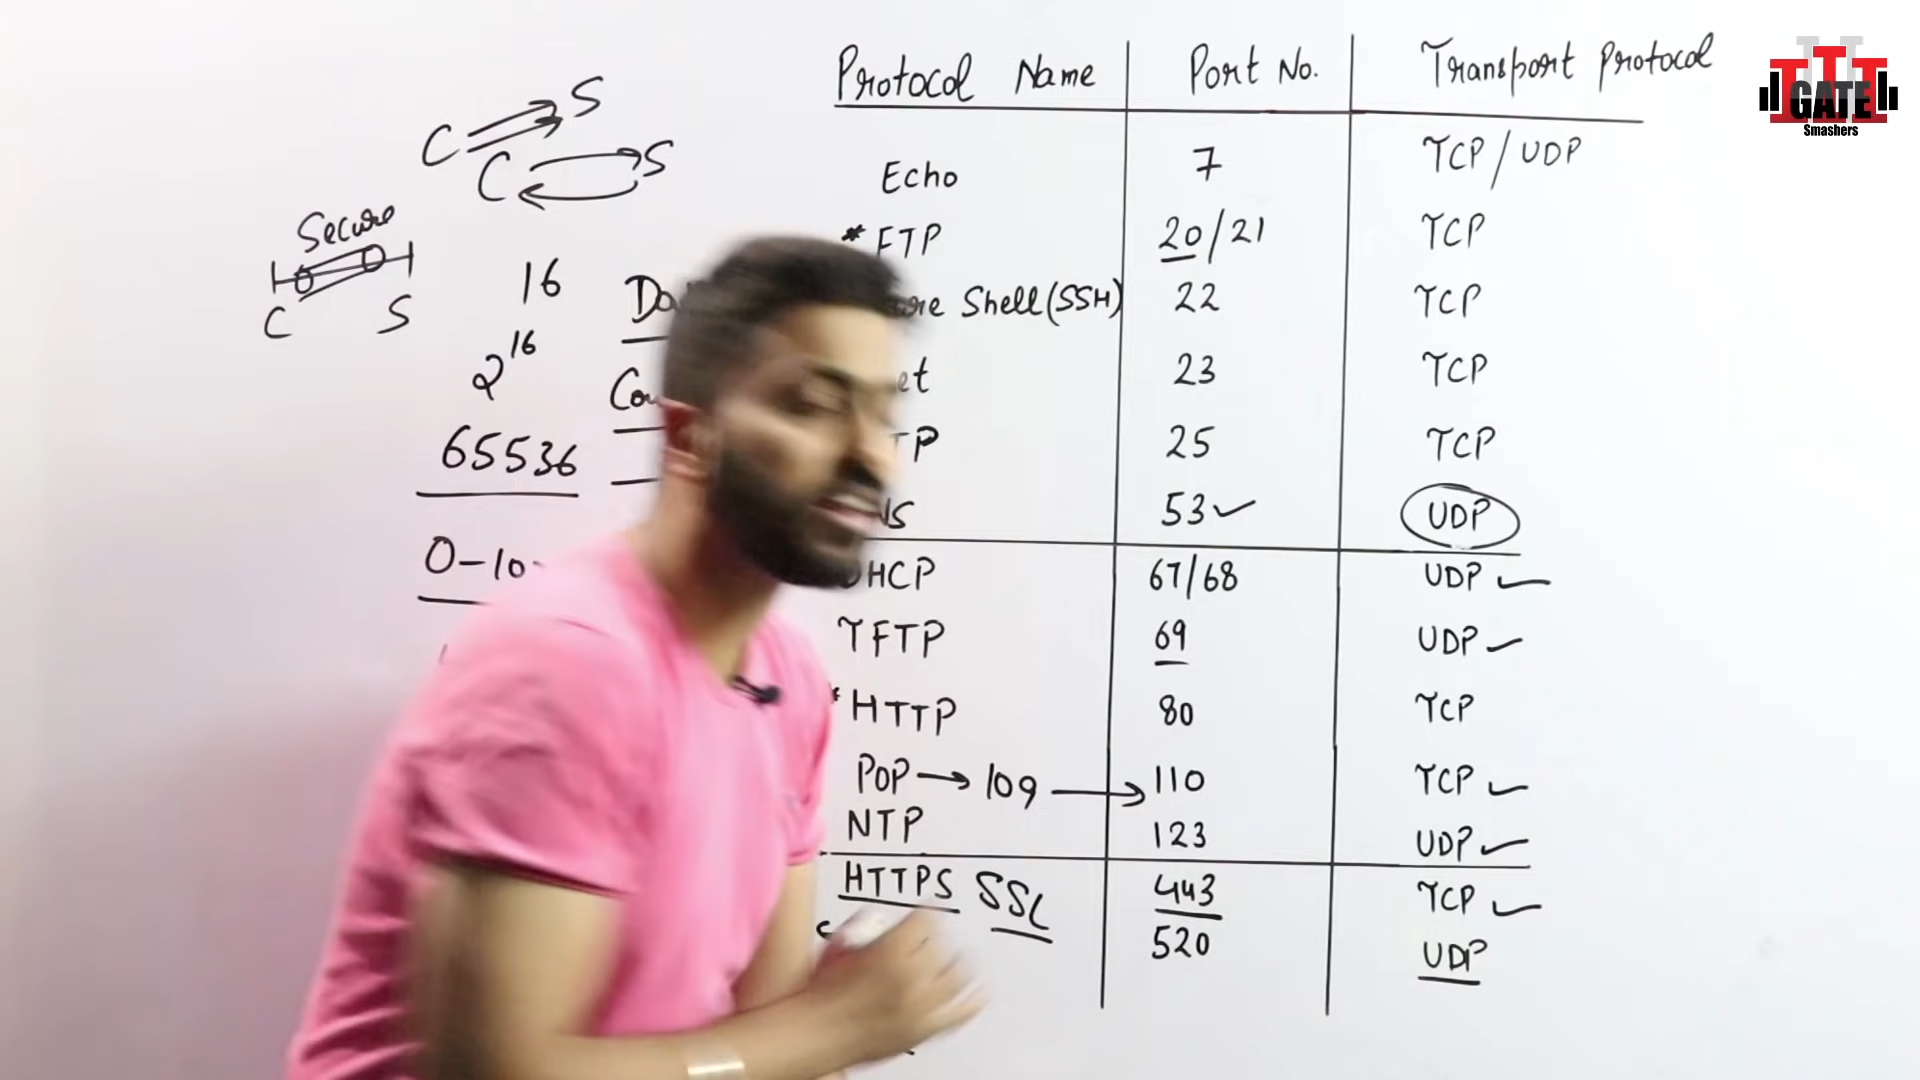 Protocol Name Port No. Transport Protocol
Echo 7 TCP/UDP
*FTP 20/21 TCP
Shell(SSH) 22 TCP
23 TCP
25 TCP
53 ✓ UDP
DHCP 67/68 UDP ✓
TFTP 69 UDP ✓
*HTTP 80 TCP
POP → 109 → 110 TCP ✓
NTP 123 UDP ✓
HTTPS SSL 443 TCP ✓
520 UDP
C S
C S
Secure
C S
16
2^16
65536
GATE
Smashers